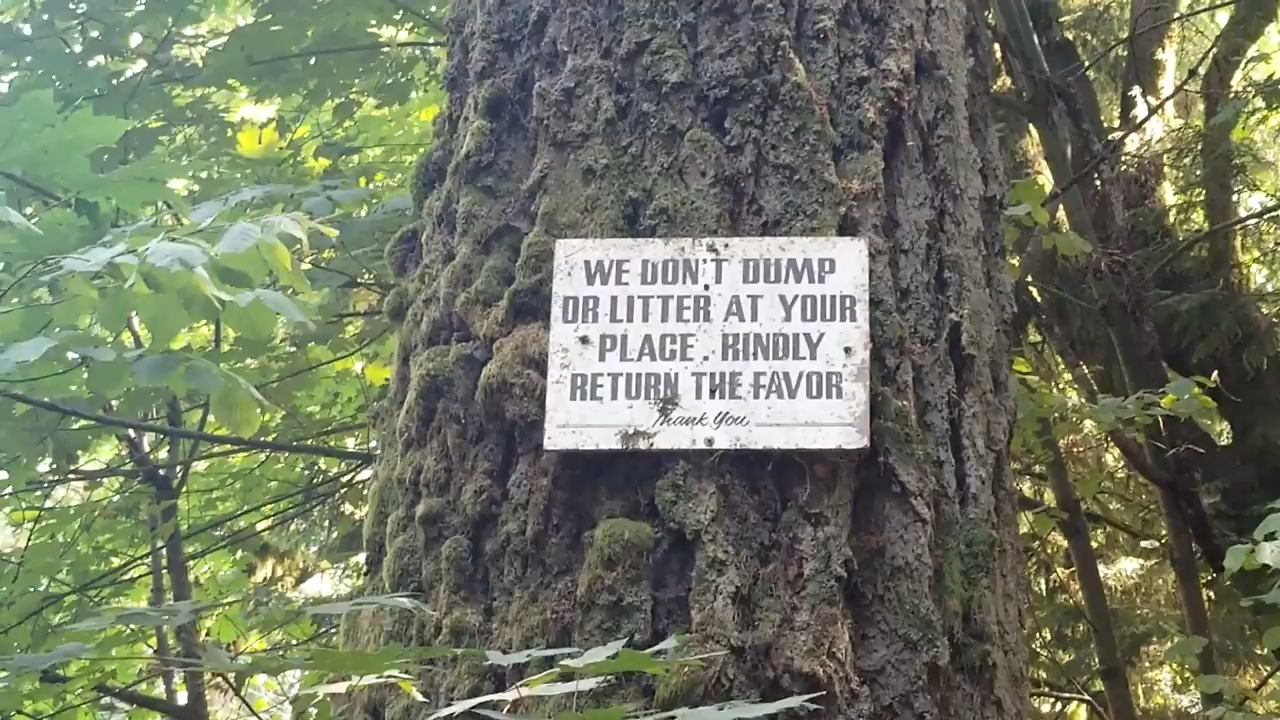 WE DON'T DUMP
OR LITTER AT YOUR
PLACE. KINDLY
RETURN THE FAVOR
Thank You